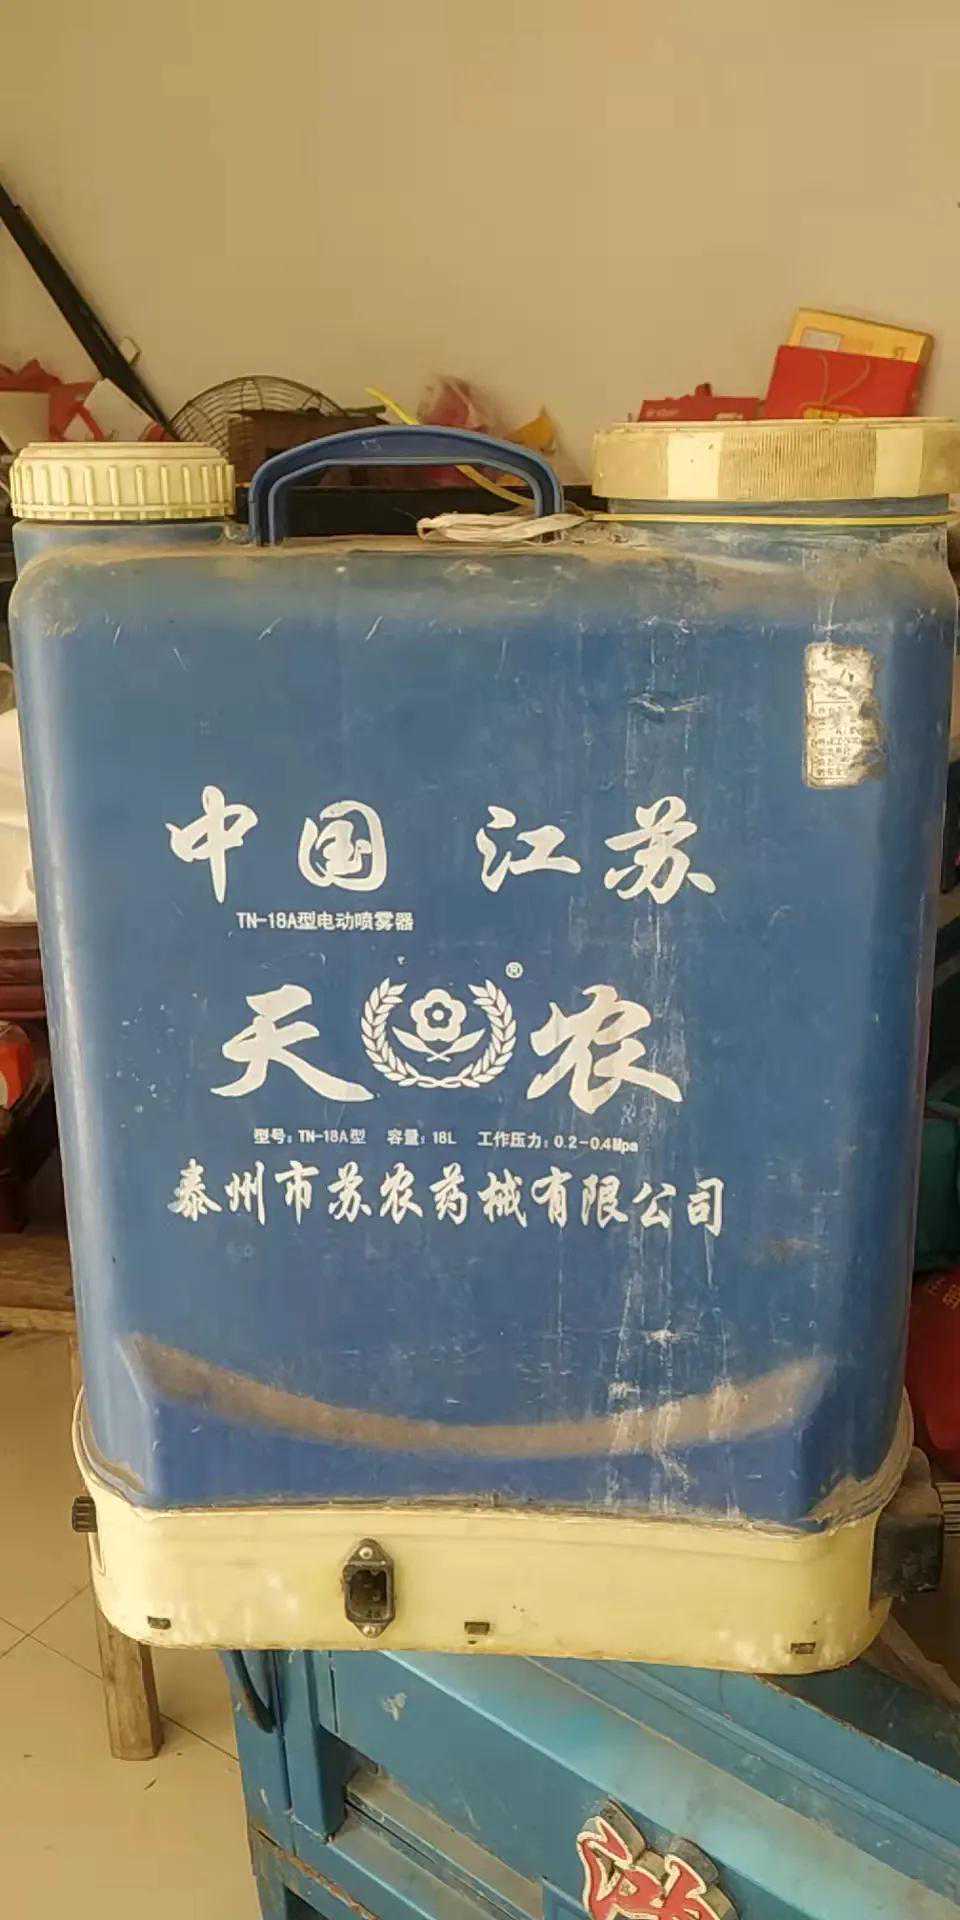 中国 江苏
TN-18A型电动喷雾器
天 ® 农
型号: TN-18A型 容量: 18L 工作压力: 0.2-0.4Mpa
泰州市苏农药械有限公司